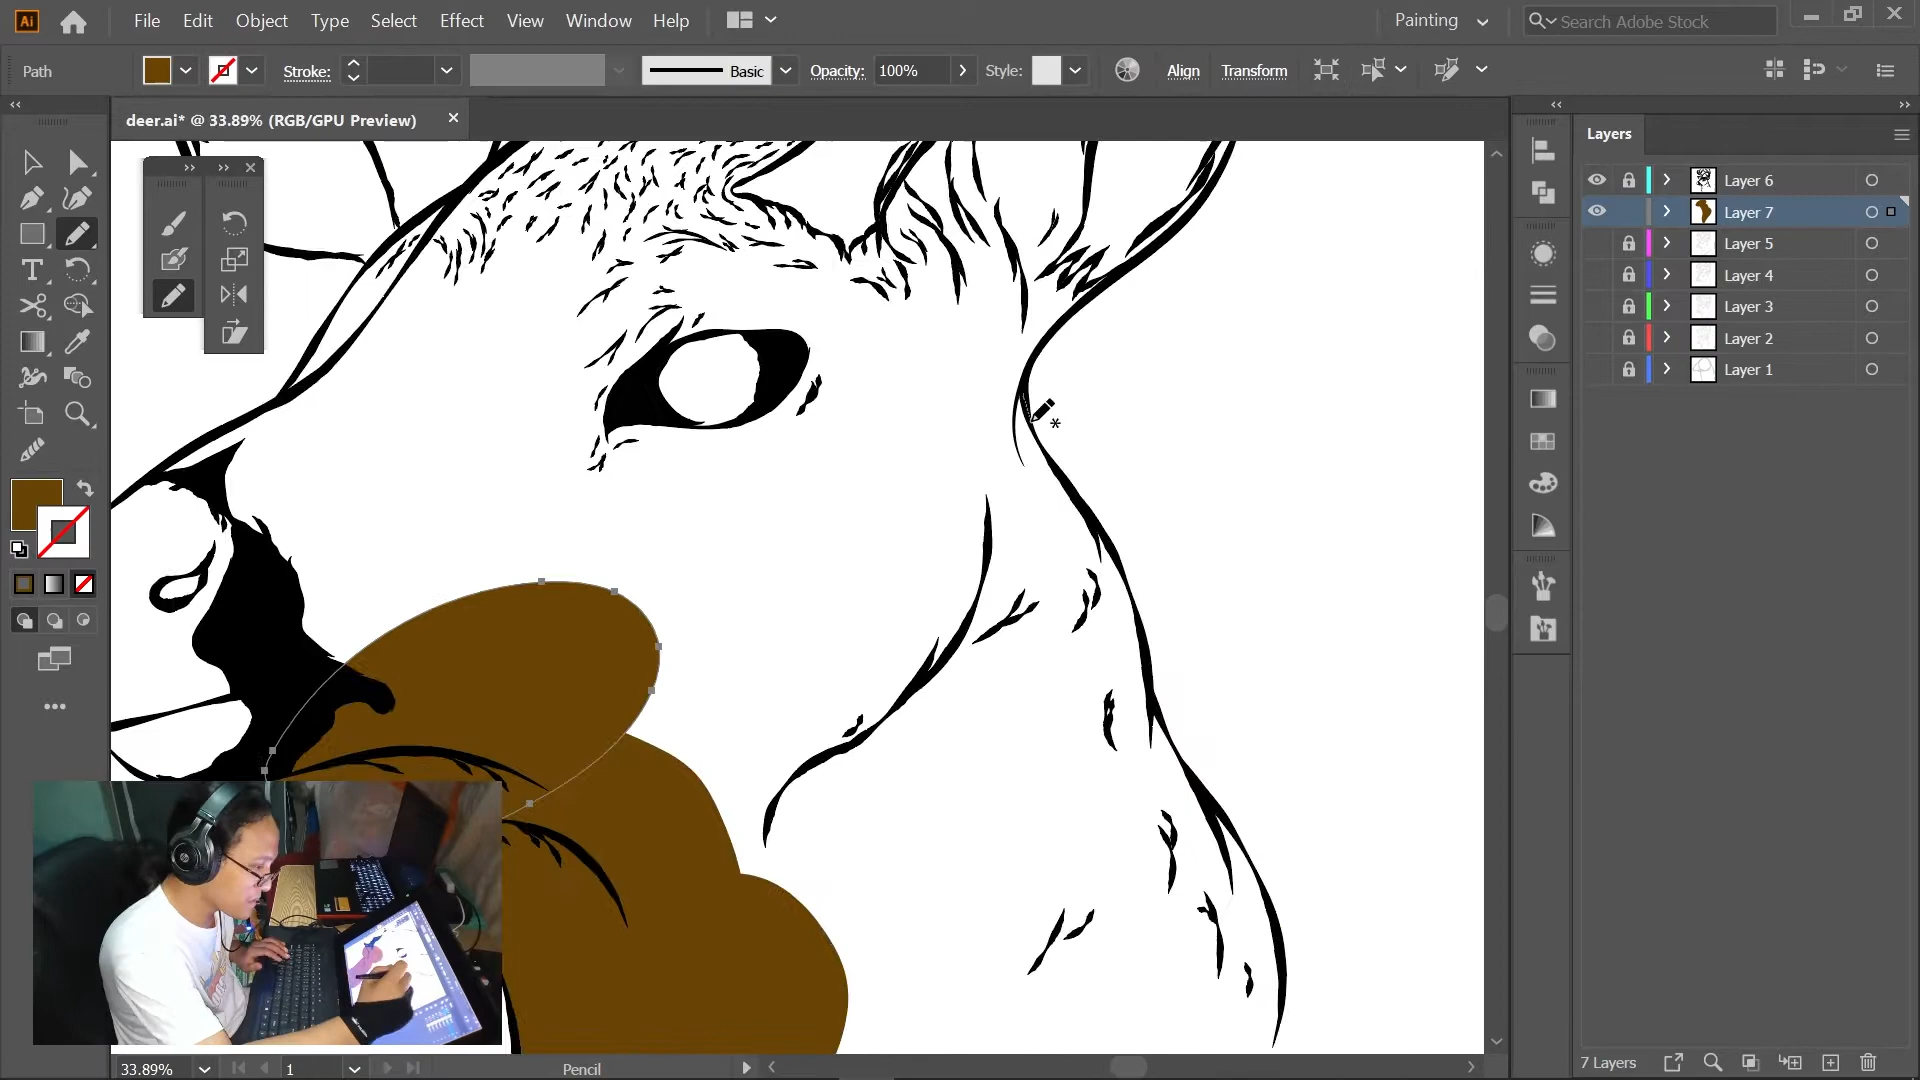 Ai File Edit Object Type Select Effect View Window Help Painting Search Adobe Stock
Path Stroke: Basic Opacity: 100% Style: Align Transform
deer.ai* @ 33.89% (RGB/GPU Preview)
Layers
Layer 6
Layer 7
Layer 5
Layer 4
Layer 3
Layer 2
Layer 1
33.89% 1 Pencil
7 Layers